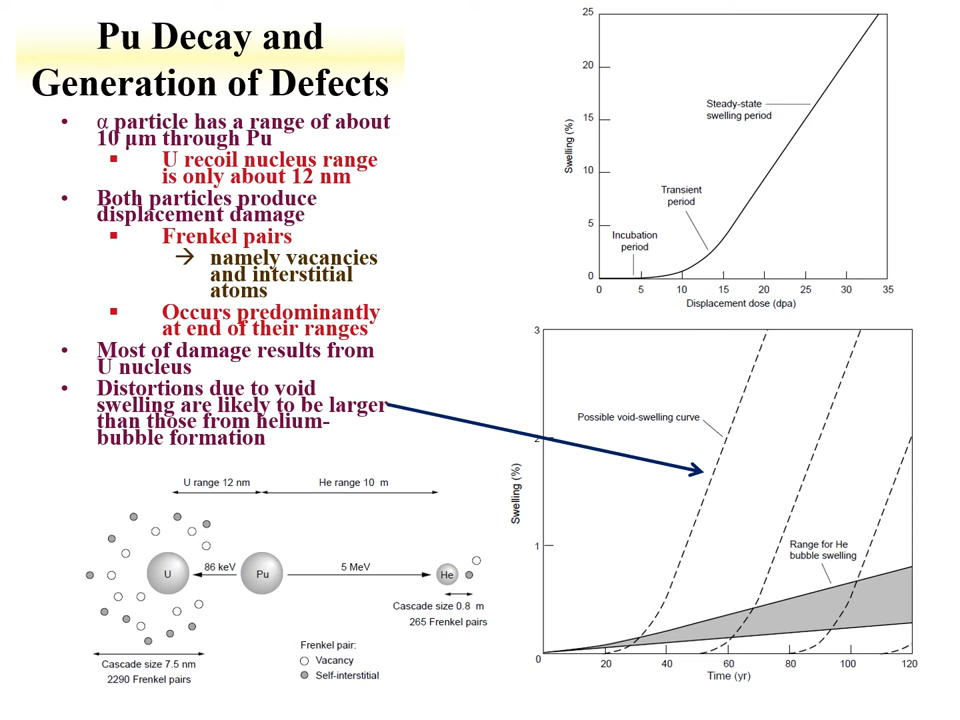 Pu Decay and
Generation of Defects
• α particle has a range of about
10 μm through Pu
▪ U recoil nucleus range
is only about 12 nm
• Both particles produce
displacement damage
▪ Frenkel pairs
→ namely vacancies
and interstitial
atoms
▪ Occurs predominantly
at end of their ranges
• Most of damage results from
U nucleus
• Distortions due to void
swelling are likely to be larger
than those from helium-
bubble formation
25
20
15
10
5
0
Swelling (%)
Steady-state
swelling period
Transient
period
Incubation
period
0 5 10 15 20 25 30 35
Displacement dose (dpa)
3
2
1
0
Swelling (%)
Possible void-swelling curve
Range for He
bubble swelling
20 40 60 80 100 120
Time (yr)
U range 12 nm
He range 10 m
U
86 keV
Pu
5 MeV
He
Cascade size 0.8 m
265 Frenkel pairs
Cascade size 7.5 nm
2290 Frenkel pairs
Frenkel pair:
Vacancy
Self-interstitial